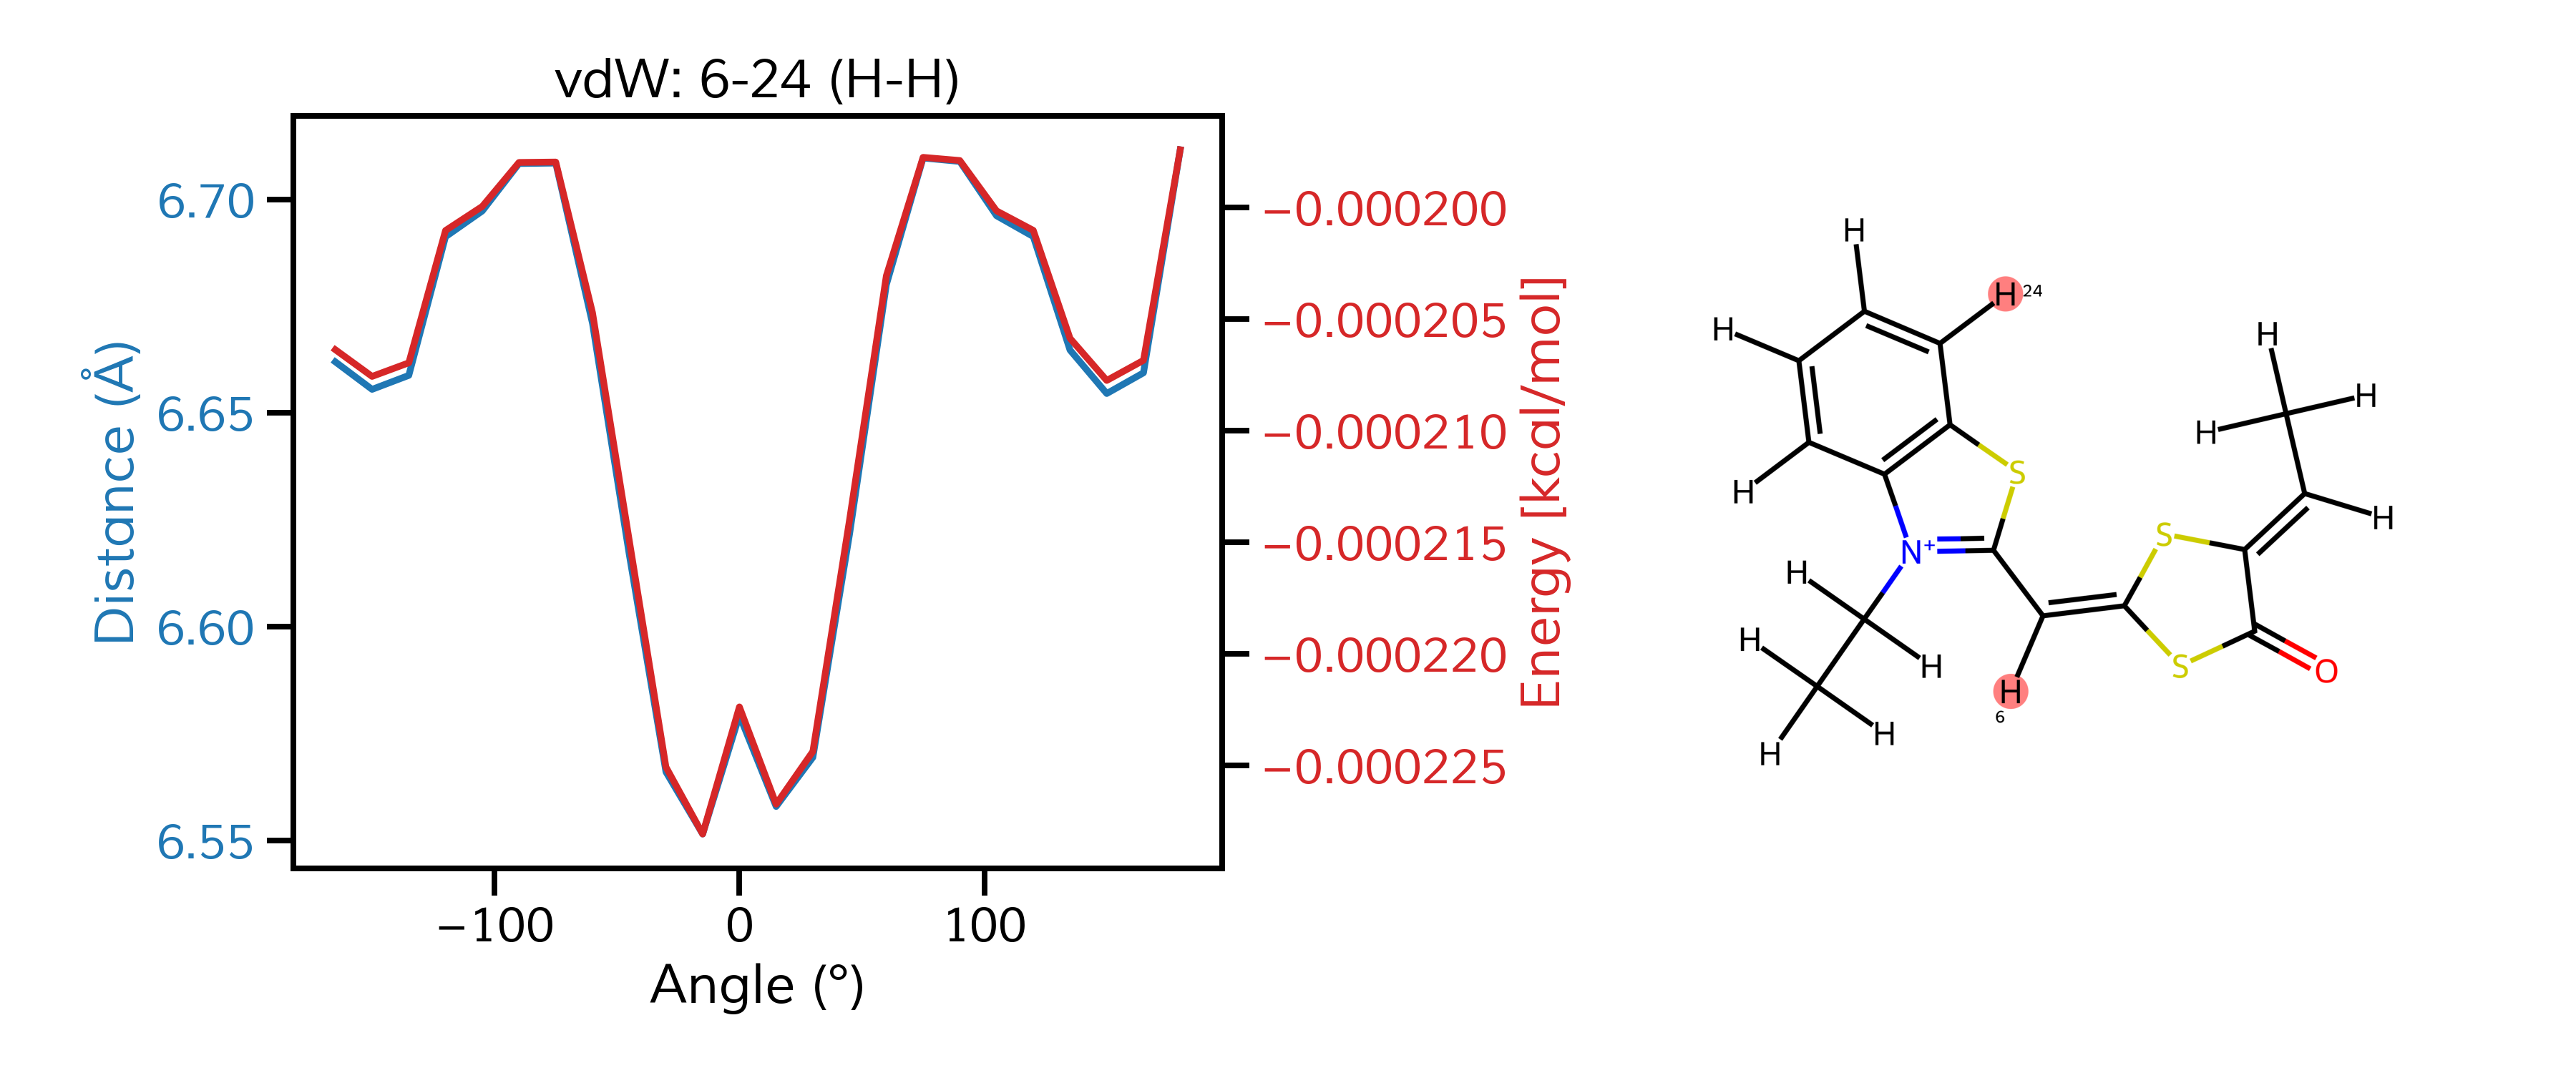 vdW: 6-24 (H-H)
6.70
6.65
6.60
6.55
Distance (Å)
−0.000200
−0.000205
−0.000210
−0.000215
−0.000220
−0.000225
Energy [kcal/mol]
−100
0
100
Angle (°)
H
H 24
H
H
H
H
H
S
H
H
S
N+
H
H
H
S
O
H
6
H
H